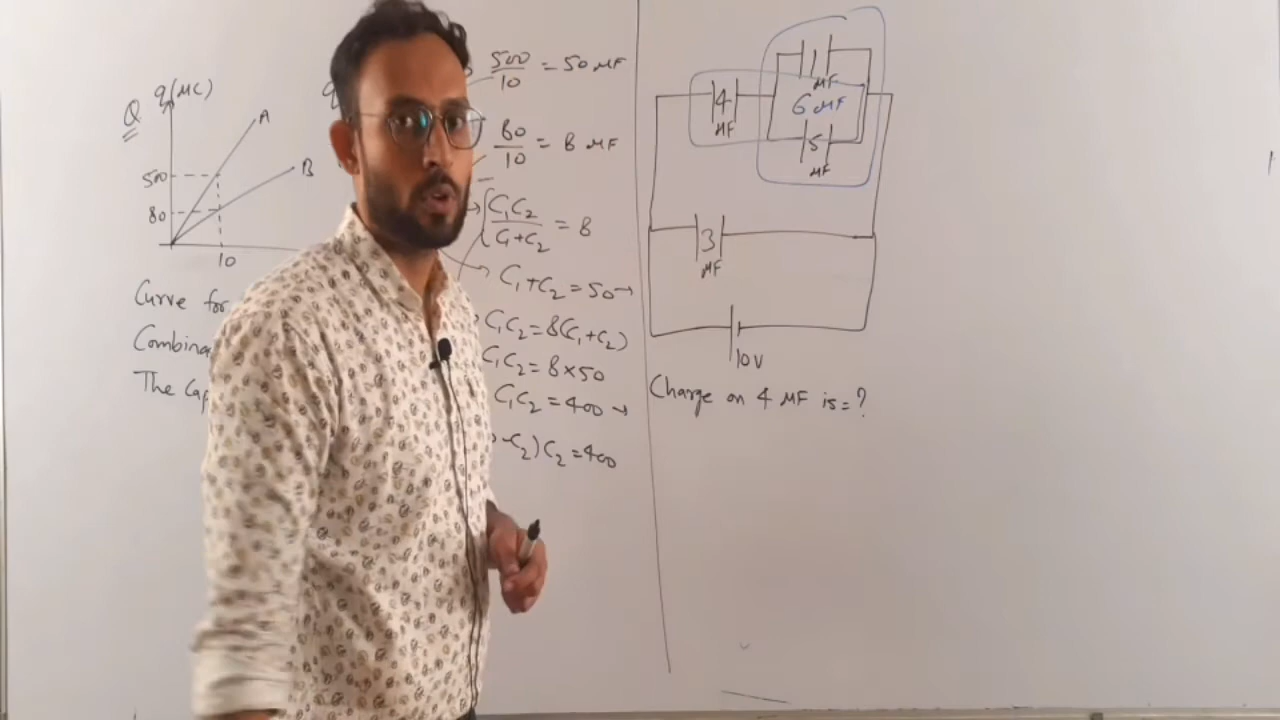 Q q(μC)
A
B
500
80
10
Curve for
Combina
The Cap
500/10 = 50 μF
80/10 = 8 μF
C₁C₂/C₁+C₂ = 8
C₁+C₂ = 50→
C₁C₂=8(C₁+C₂)
C₁C₂ = 8×50
C₁C₂ = 400 →
-C₂)C₂=400
1 μF
4 μF
6 μF
5 μF
3 μF
10V
Charge on 4 μF is=?